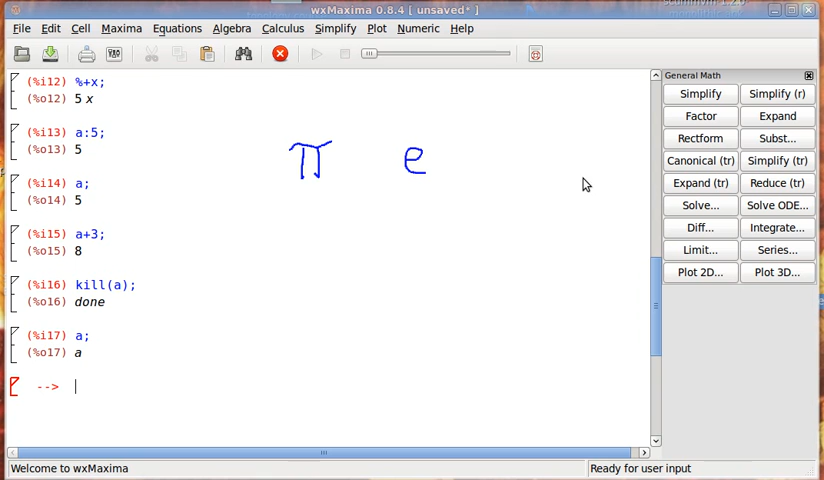 wxMaxima 0.8.4 [ unsaved* ]
File Edit Cell Maxima Equations Algebra Calculus Simplify Plot Numeric Help
(%i12) %+x;
(%o12) 5 x
(%i13) a:5;
(%o13) 5
π e
(%i14) a;
(%o14) 5
(%i15) a+3;
(%o15) 8
(%i16) kill(a);
(%o16) done
(%i17) a;
(%o17) a
-->
General Math
Simplify Simplify (r)
Factor Expand
Rectform Subst...
Canonical (tr) Simplify (tr)
Expand (tr) Reduce (tr)
Solve... Solve ODE...
Diff... Integrate...
Limit... Series...
Plot 2D... Plot 3D...
Welcome to wxMaxima Ready for user input